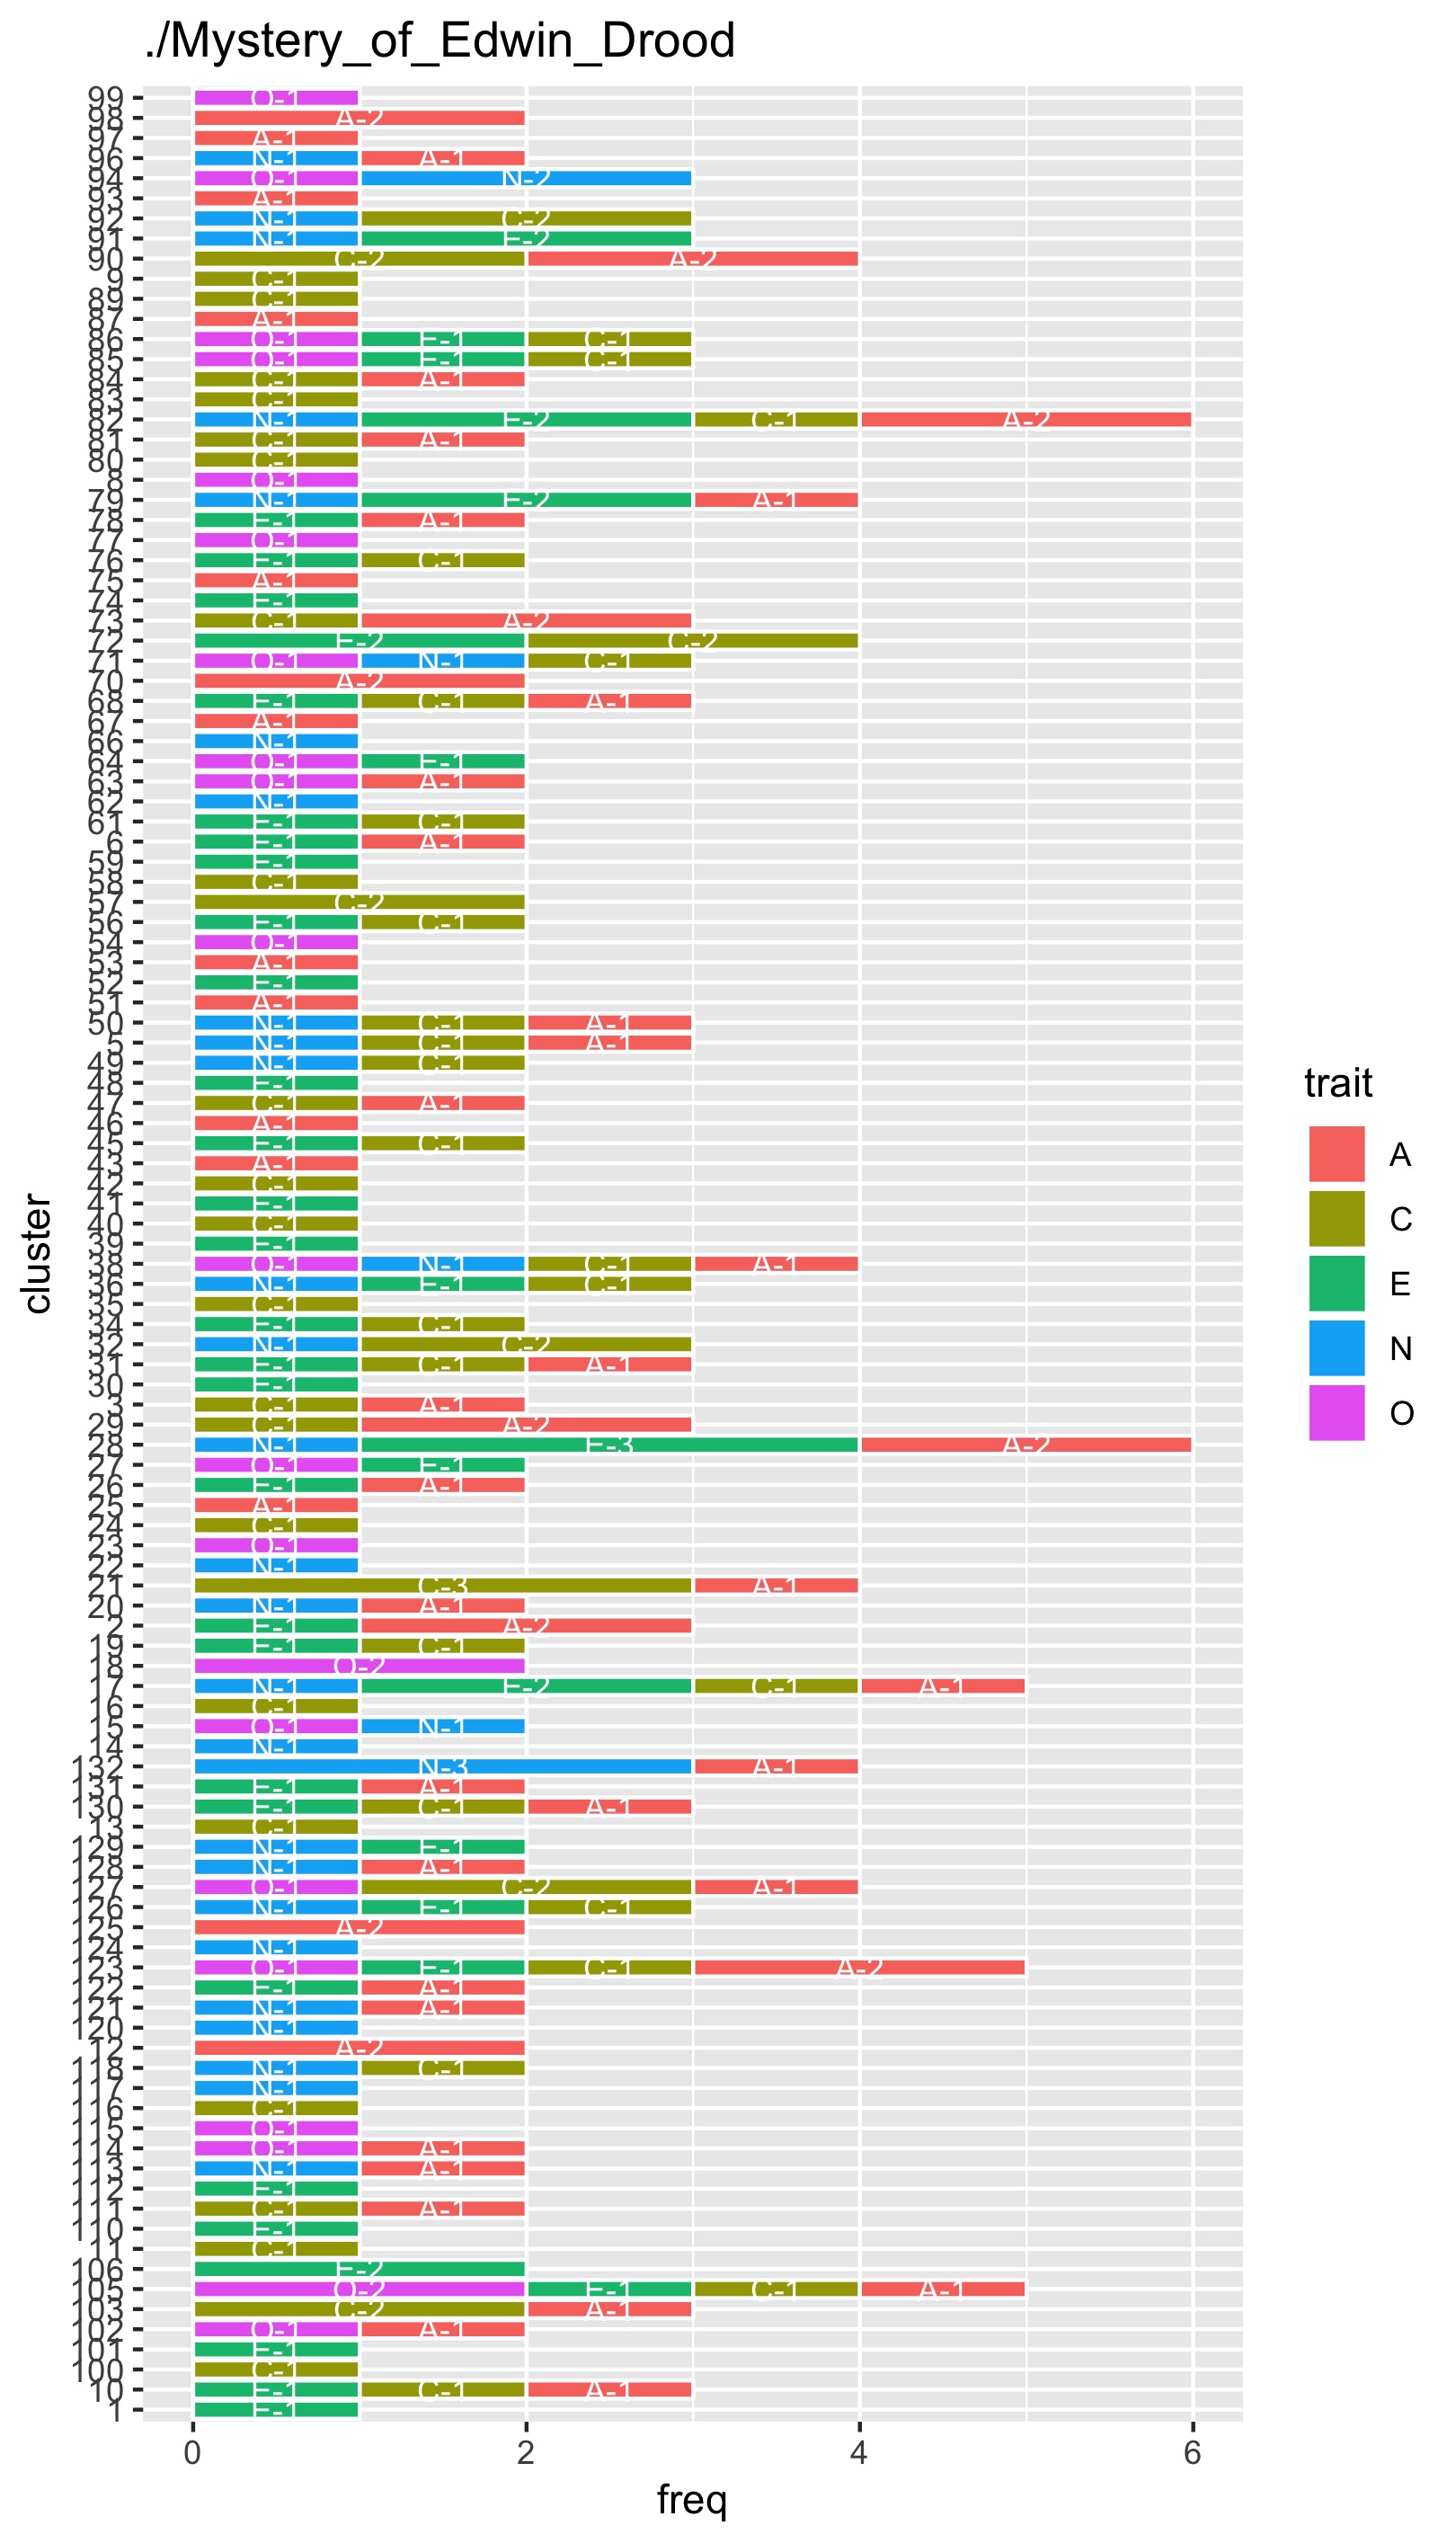 ./Mystery_of_Edwin_Drood
99 O-1
98 A-2
97 A-1
96 N-1 A-1
94 O-1 N-2
93 A-1
92 N-1 C-2
91 N-1 E-2
90 C-2 A-2
9 C-1
89 C-1
87 A-1
86 O-1 E-1 C-1
85 O-1 E-1 C-1
84 C-1 A-1
83 C-1
82 N-1 E-2 C-1 A-2
81 C-1 A-1
80 C-1
8 O-1
79 N-1 E-2 A-1
78 E-1 A-1
77 O-1
76 E-1 C-1
75 A-1
74 E-1
73 C-1 A-2
72 E-2 C-2
71 O-1 N-1 C-1
70 A-2
68 E-1 C-1 A-1
67 A-1
66 N-1
64 O-1 E-1
63 O-1 A-1
62 N-1
61 E-1 C-1
6 E-1 A-1
59 E-1
58 C-1
57 C-2
56 E-1 C-1
54 O-1
53 A-1
52 E-1
51 A-1
50 N-1 C-1 A-1
5 N-1 C-1 A-1
49 N-1 C-1
48 E-1
47 C-1 A-1
46 A-1
45 E-1 C-1
43 A-1
42 C-1
41 E-1
40 C-1
39 E-1
38 O-1 N-1 C-1 A-1
36 N-1 E-1 C-1
35 C-1
34 E-1 C-1
32 N-1 C-2
31 E-1 C-1 A-1
30 E-1
3 C-1 A-1
29 C-1 A-2
28 N-1 E-3 A-2
27 O-1 E-1
26 E-1 A-1
25 A-1
24 C-1
23 O-1
22 N-1
21 C-3 A-1
20 N-1 A-1
2 E-1 A-2
19 E-1 C-1
18 O-2
17 N-1 E-2 C-1 A-1
16 C-1
15 O-1 N-1
14 N-1
132 N-3 A-1
131 E-1 A-1
130 E-1 C-1 A-1
13 C-1
129 N-1 E-1
128 N-1 A-1
127 O-1 C-2 A-1
126 N-1 E-1 C-1
125 A-2
124 N-1
123 O-1 E-1 C-1 A-2
122 E-1 A-1
121 N-1 A-1
120 N-1
12 A-2
118 N-1 C-1
117 N-1
116 C-1
115 O-1
114 O-1 A-1
113 N-1 A-1
112 E-1
111 C-1 A-1
110 E-1
11 C-1
106 E-2
105 O-2 E-1 C-1 A-1
103 C-2 A-1
102 O-1 A-1
101 E-1
100 C-1
10 E-1 C-1 A-1
1 E-1
0 2 4 6
freq
cluster
trait
A
C
E
N
O